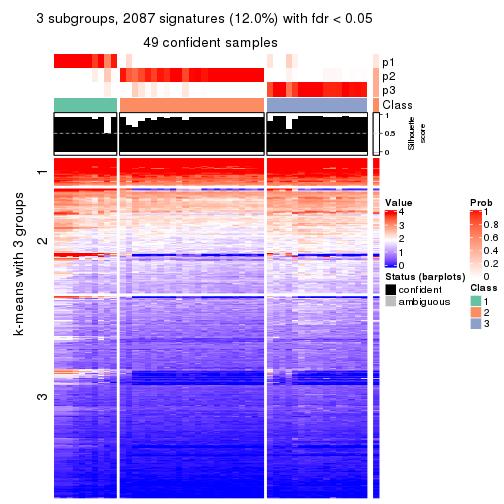 3 subgroups, 2087 signatures (12.0%) with fdr < 0.05
49 confident samples
p1
p2
p3
Class
1
0.5
0
Silhouette
score
k-means with 3 groups
1
2
3
Value
4
3
2
1
0
Status (barplots)
confident
ambiguous
Prob
1
0.8
0.6
0.4
0.2
0
Class
1
2
3